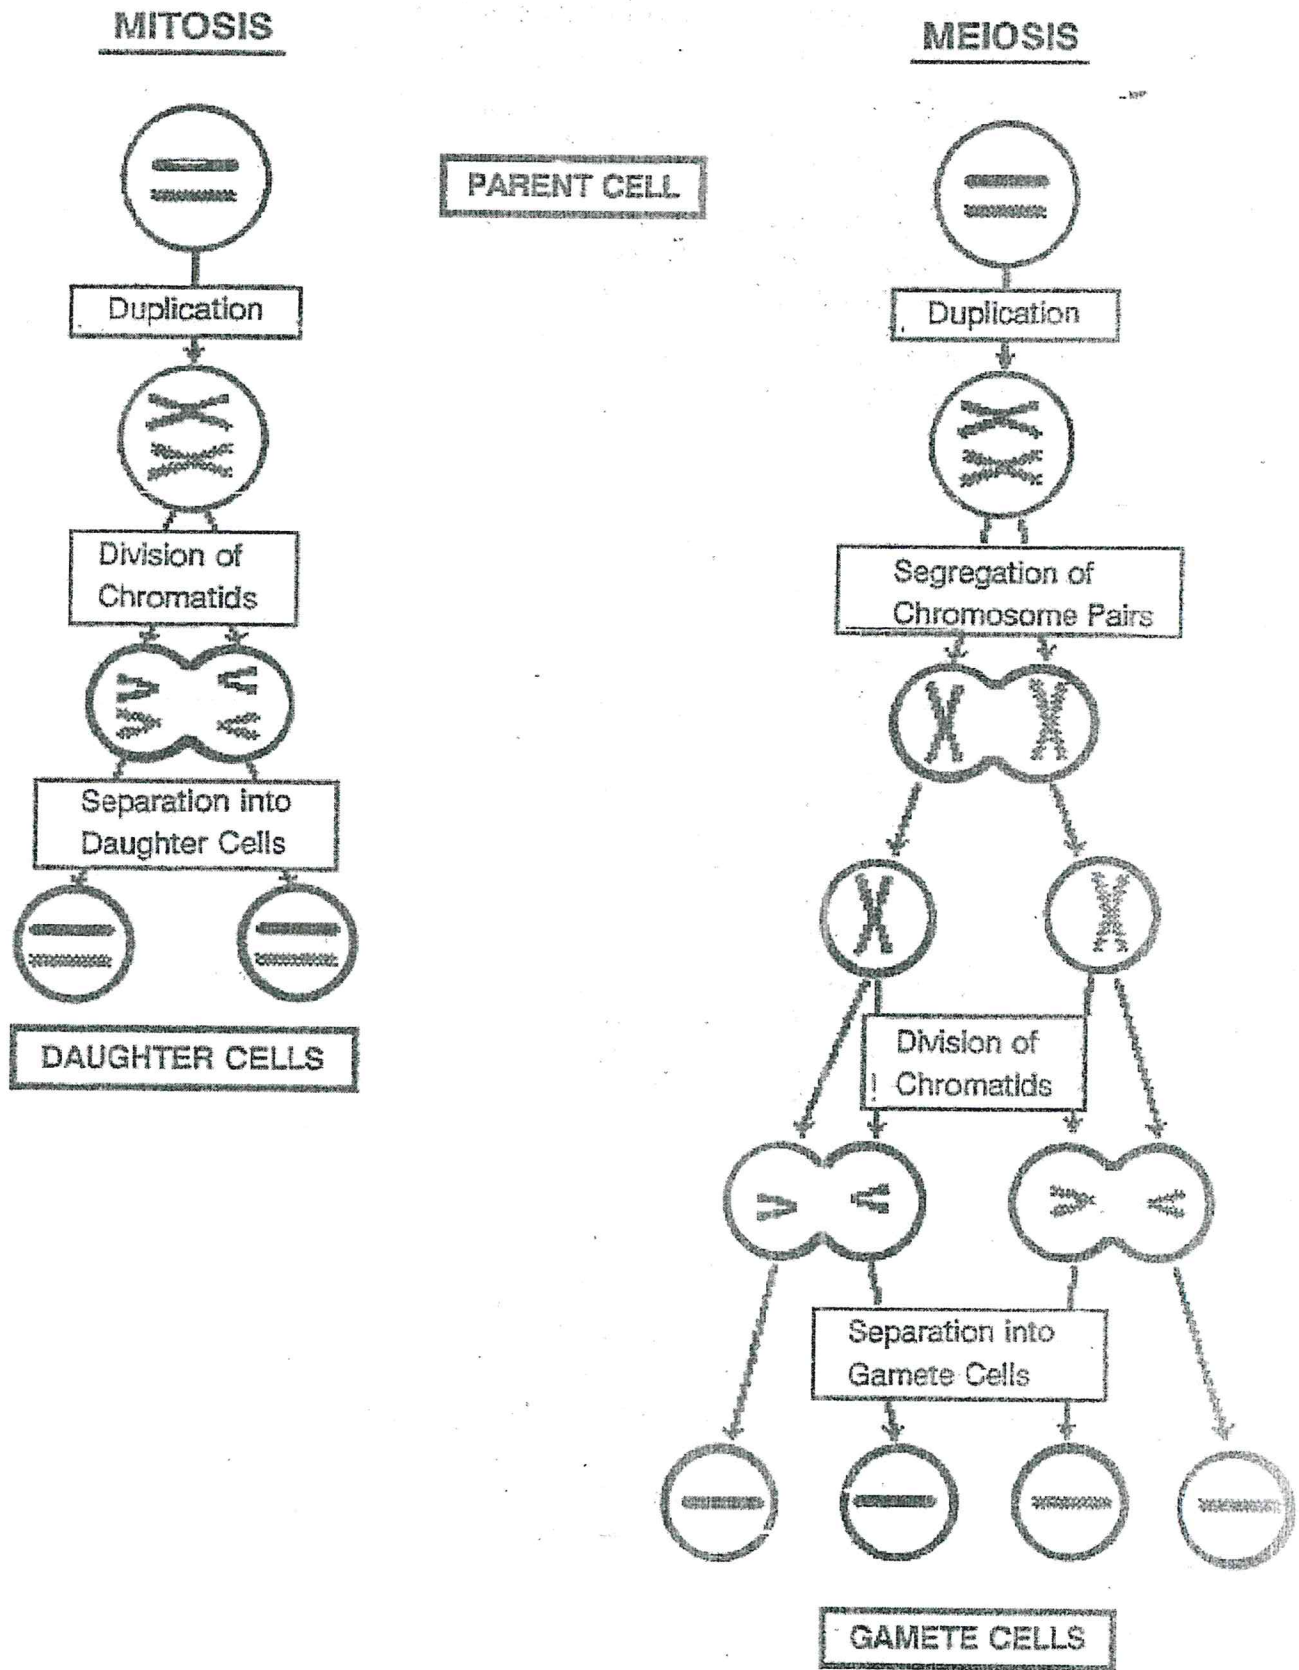 MITOSIS
MEIOSIS
PARENT CELL
Duplication
Division of
Chromatids
Separation into
Daughter Cells
DAUGHTER CELLS
Duplication
Segregation of
Chromosome Pairs
Division of
Chromatids
Separation into
Gamete Cells
GAMETE CELLS